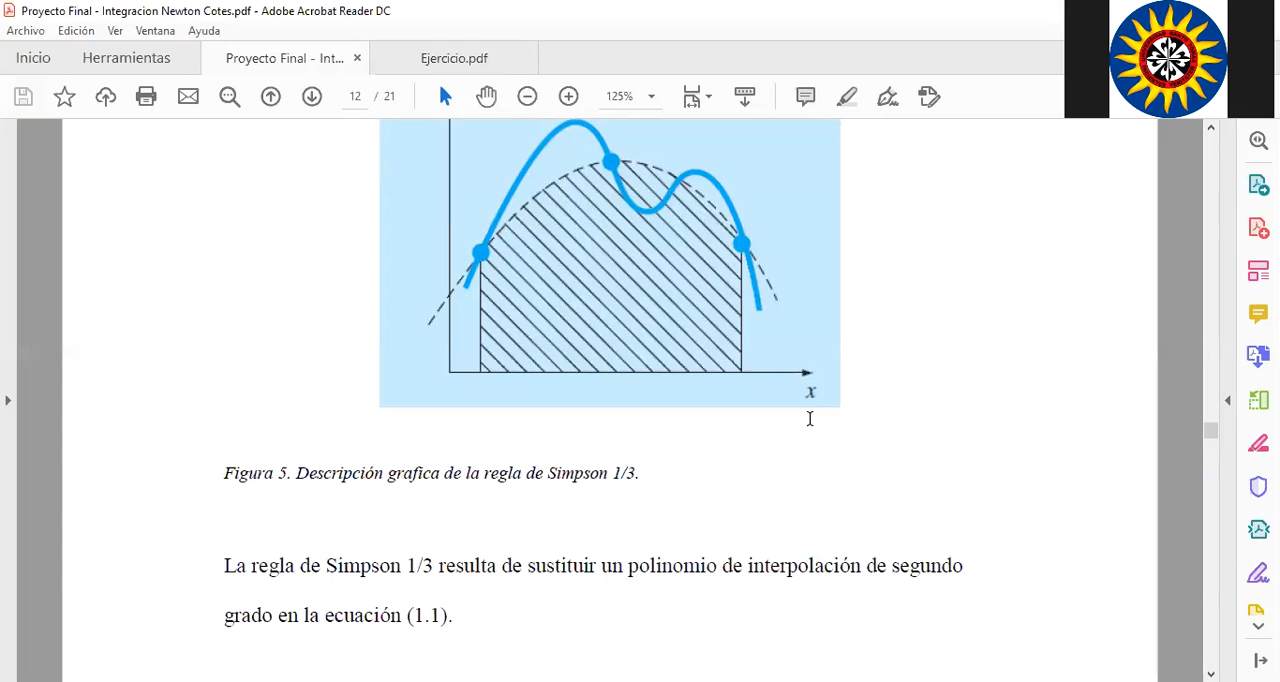 Proyecto Final - Integracion Newton Cotes.pdf - Adobe Acrobat Reader DC
Archivo Edición Ver Ventana Ayuda
Inicio Herramientas Proyecto Final - Int... × Ejercicio.pdf
12 / 21 125%
x
Figura 5. Descripción grafica de la regla de Simpson 1/3.
La regla de Simpson 1/3 resulta de sustituir un polinomio de interpolación de segundo
grado en la ecuación (1.1).